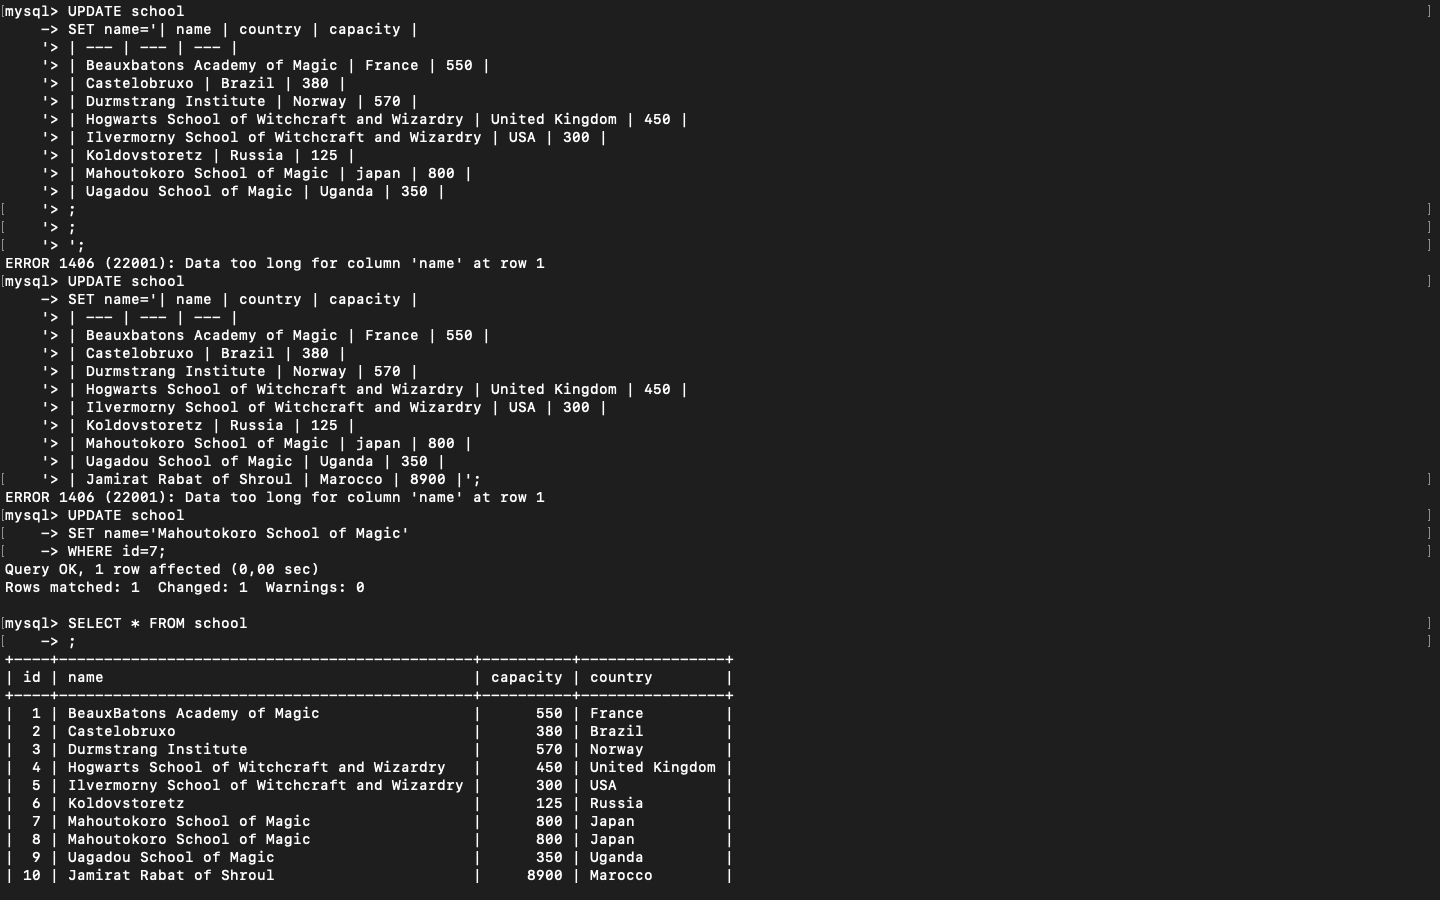 [mysql> UPDATE school ]
-> SET name='| name | country | capacity |
'> | --- | --- | --- |
'> | Beauxbatons Academy of Magic | France | 550 |
'> | Castelobruxo | Brazil | 380 |
'> | Durmstrang Institute | Norway | 570 |
'> | Hogwarts School of Witchcraft and Wizardry | United Kingdom | 450 |
'> | Ilvermorny School of Witchcraft and Wizardry | USA | 300 |
'> | Koldovstoretz | Russia | 125 |
'> | Mahoutokoro School of Magic | japan | 800 |
'> | Uagadou School of Magic | Uganda | 350 |
[ '> ; ]
[ '> ; ]
[ '> '; ]
ERROR 1406 (22001): Data too long for column 'name' at row 1
[mysql> UPDATE school ]
-> SET name='| name | country | capacity |
'> | --- | --- | --- |
'> | Beauxbatons Academy of Magic | France | 550 |
'> | Castelobruxo | Brazil | 380 |
'> | Durmstrang Institute | Norway | 570 |
'> | Hogwarts School of Witchcraft and Wizardry | United Kingdom | 450 |
'> | Ilvermorny School of Witchcraft and Wizardry | USA | 300 |
'> | Koldovstoretz | Russia | 125 |
'> | Mahoutokoro School of Magic | japan | 800 |
'> | Uagadou School of Magic | Uganda | 350 |
[ '> | Jamirat Rabat of Shroul | Marocco | 8900 |'; ]
ERROR 1406 (22001): Data too long for column 'name' at row 1
[mysql> UPDATE school ]
[ -> SET name='Mahoutokoro School of Magic' ]
[ -> WHERE id=7; ]
Query OK, 1 row affected (0,00 sec)
Rows matched: 1  Changed: 1  Warnings: 0
[mysql> SELECT * FROM school ]
[ -> ; ]
+----+----------------------------------------------+----------+----------------+
| id | name                                         | capacity | country        |
+----+----------------------------------------------+----------+----------------+
|  1 | BeauxBatons Academy of Magic                 |      550 | France         |
|  2 | Castelobruxo                                 |      380 | Brazil         |
|  3 | Durmstrang Institute                         |      570 | Norway         |
|  4 | Hogwarts School of Witchcraft and Wizardry   |      450 | United Kingdom |
|  5 | Ilvermorny School of Witchcraft and Wizardry |      300 | USA            |
|  6 | Koldovstoretz                                |      125 | Russia         |
|  7 | Mahoutokoro School of Magic                  |      800 | Japan          |
|  8 | Mahoutokoro School of Magic                  |      800 | Japan          |
|  9 | Uagadou School of Magic                      |      350 | Uganda         |
| 10 | Jamirat Rabat of Shroul                      |     8900 | Marocco        |